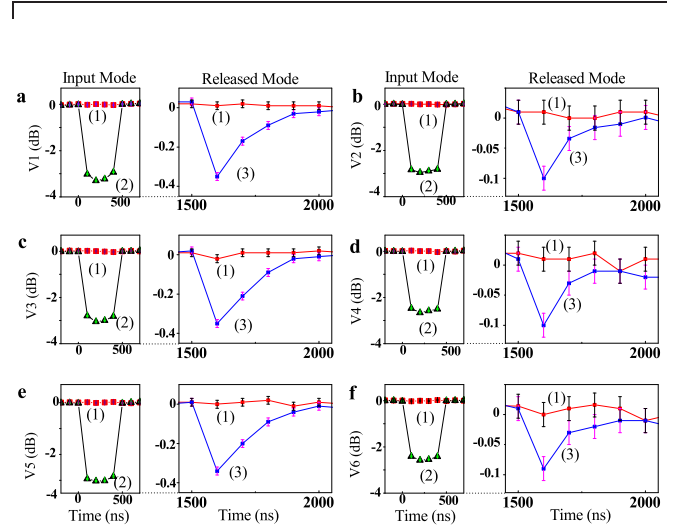 Input Mode Released Mode Input Mode Released Mode
a b
V1 (dB) 0 -2 -4 (1) (2) 0 500
0 -0.2 -0.4 (1) (3) 1500 2000
V2 (dB) 0 -2 -4 (1) (2) 0 500
0 -0.05 -0.1 (1) (3) 1500 2000
c d
V3 (dB) 0 -2 -4 (1) (2) 0 500
0 -0.2 -0.4 (1) (3) 1500 2000
V4 (dB) 0 -2 -4 (1) (2) 0 500
0 -0.05 -0.1 (1) (3) 1500 2000
e f
V5 (dB) 0 -2 -4 (1) (2) 0 500
0 -0.2 -0.4 (1) (3) 1500 2000
V6 (dB) 0 -2 -4 (1) (2) 0 500
0 -0.05 -0.1 (1) (3) 1500 2000
Time (ns) Time (ns) Time (ns) Time (ns)